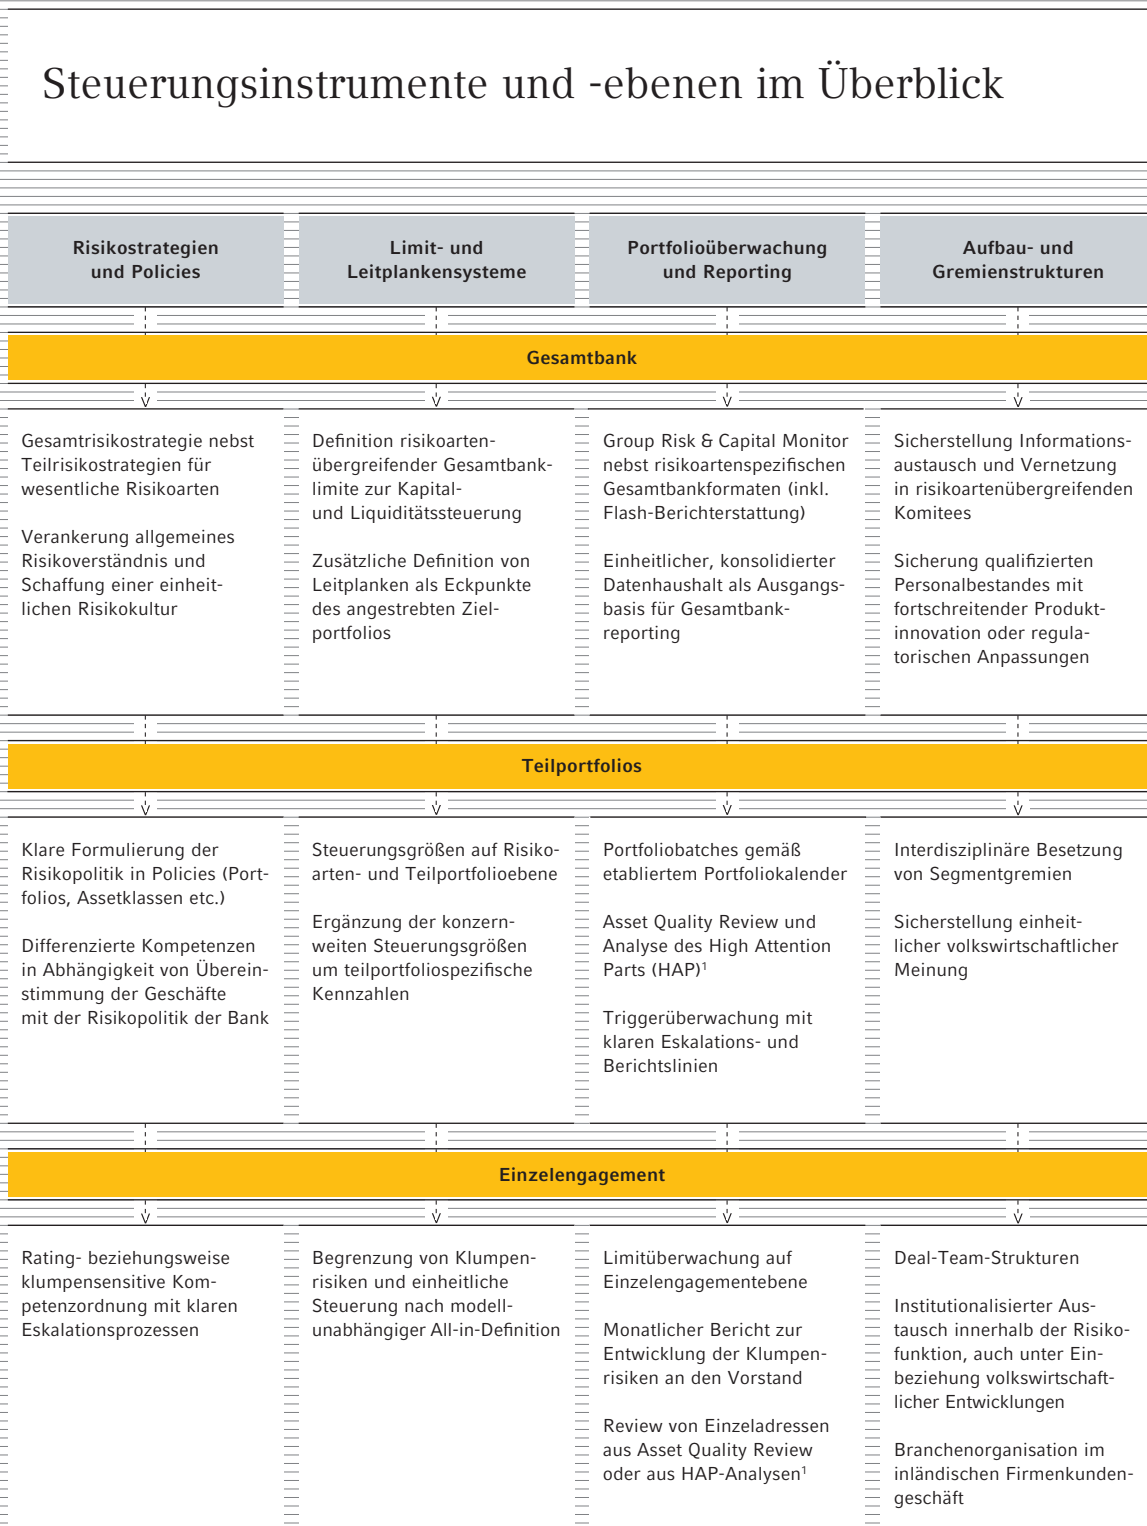 Steuerungsinstrumente und -ebenen im Überblick
Risikostrategien
und Policies
Limit- und
Leitplankensysteme
Portfolioüberwachung
und Reporting
Aufbau- und
Gremienstrukturen
Gesamtbank
Gesamtrisikostrategie nebst
Teilrisikostrategien für
wesentliche Risikoarten
Verankerung allgemeines
Risikoverständnis und
Schaffung einer einheit-
lichen Risikokultur
Definition risikoarten-
übergreifender Gesamtbank-
limite zur Kapital-
und Liquiditätssteuerung
Zusätzliche Definition von
Leitplanken als Eckpunkte
des angestrebten Ziel-
portfolios
Group Risk & Capital Monitor
nebst risikoartenspezifischen
Gesamtbankformaten (inkl.
Flash-Berichterstattung)
Einheitlicher, konsolidierter
Datenhaushalt als Ausgangs-
basis für Gesamtbank-
reporting
Sicherstellung Informations-
austausch und Vernetzung
in risikoartenübergreifenden
Komitees
Sicherung qualifizierten
Personalbestandes mit
fortschreitender Produkt-
innovation oder regula-
torischen Anpassungen
Teilportfolios
Klare Formulierung der
Risikopolitik in Policies (Port-
folios, Assetklassen etc.)
Differenzierte Kompetenzen
in Abhängigkeit von Überein-
stimmung der Geschäfte
mit der Risikopolitik der Bank
Steuerungsgrößen auf Risiko-
arten- und Teilportfolioebene
Ergänzung der konzern-
weiten Steuerungsgrößen
um teilportfoliospezifische
Kennzahlen
Portfoliobatches gemäß
etabliertem Portfoliokalender
Asset Quality Review und
Analyse des High Attention
Parts (HAP)¹
Triggerüberwachung mit
klaren Eskalations- und
Berichtslinien
Interdisziplinäre Besetzung
von Segmentgremien
Sicherstellung einheit-
licher volkswirtschaftlicher
Meinung
Einzelengagement
Rating- beziehungsweise
klumpensensitive Kom-
petenzordnung mit klaren
Eskalationsprozessen
Begrenzung von Klumpen-
risiken und einheitliche
Steuerung nach modell-
unabhängiger All-in-Definition
Limitüberwachung auf
Einzelengagementebene
Monatlicher Bericht zur
Entwicklung der Klumpen-
risiken an den Vorstand
Review von Einzeladressen
aus Asset Quality Review
oder aus HAP-Analysen¹
Deal-Team-Strukturen
Institutionalisierter Aus-
tausch innerhalb der Risiko-
funktion, auch unter Ein-
beziehung volkswirtschaft-
licher Entwicklungen
Branchenorganisation im
inländischen Firmenkunden-
geschäft